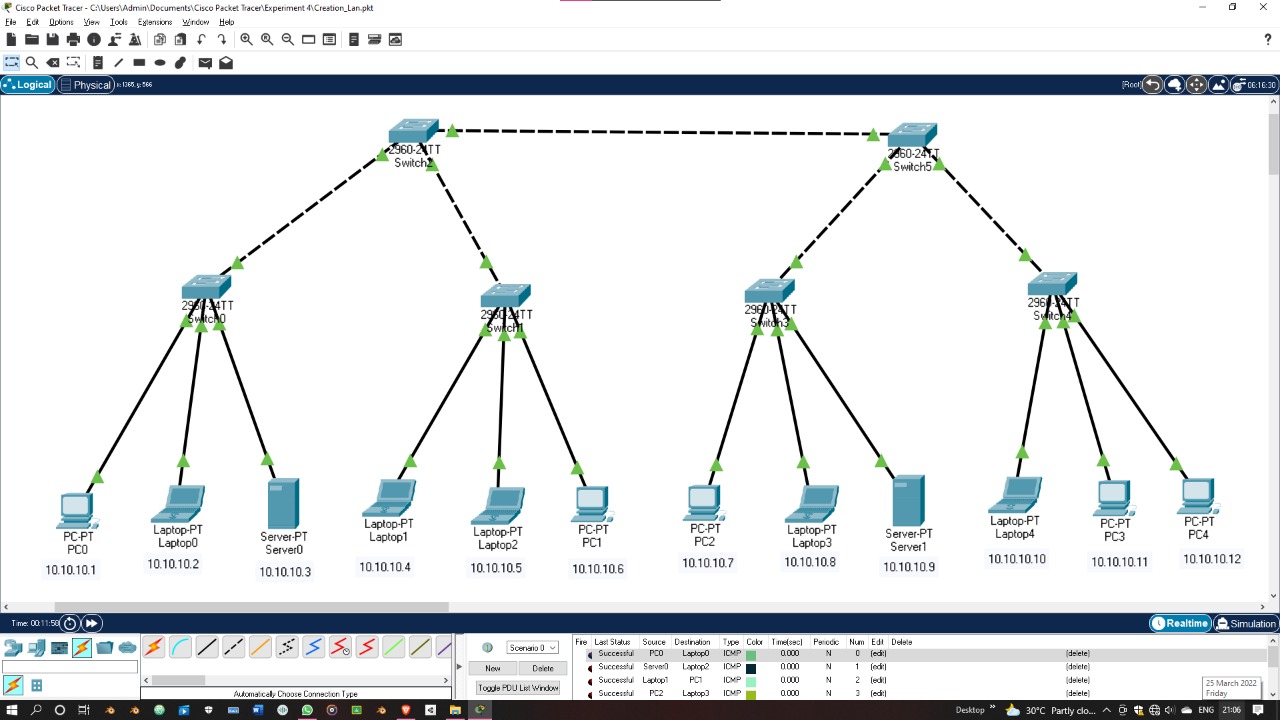 Cisco Packet Tracer - C:\Users\Admin\Documents\Cisco Packet Tracer\Experiment 4\Creation_Lan.pkt
File Edit Options View Tools Extensions Window Help
?
Logical Physical x: 1365, y: 566 [Root] 06:16:30
2960-24TT
Switch2
2960-24TT
Switch5
2960-24TT
Switch0
2960-24TT
Switch1
2960-24TT
Switch3
2960-24TT
Switch4
PC-PT
PC0
10.10.10.1
Laptop-PT
Laptop0
10.10.10.2
Server-PT
Server0
10.10.10.3
Laptop-PT
Laptop1
10.10.10.4
Laptop-PT
Laptop2
10.10.10.5
PC-PT
PC1
10.10.10.6
PC-PT
PC2
10.10.10.7
Laptop-PT
Laptop3
10.10.10.8
Server-PT
Server1
10.10.10.9
Laptop-PT
Laptop4
10.10.10.10
PC-PT
PC3
10.10.10.11
PC-PT
PC4
10.10.10.12
Time: 00:11:58 Realtime Simulation
Scenario 0
New Delete
Toggle PDU List Window
Automatically Choose Connection Type
Fire Last Status Source Destination Type Color Time(sec) Periodic Num Edit Delete
Successful PC0 Laptop0 ICMP 0.000 N 0 (edit) (delete)
Successful Server0 Laptop2 ICMP 0.000 N 1 (edit) (delete)
Successful Laptop1 PC1 ICMP 0.000 N 2 (edit) (delete)
Successful PC2 Laptop3 ICMP 0.000 N 3 (edit) (delete)
25 March 2022
Friday
Desktop 30°C Partly clo... ENG 21:06